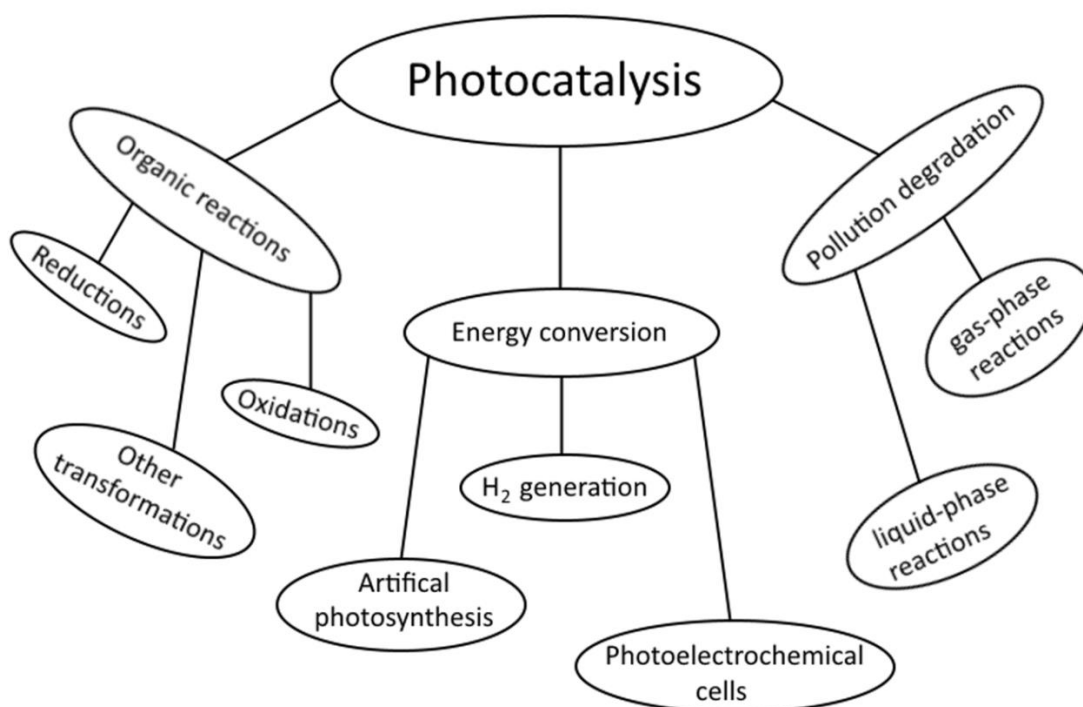 Photocatalysis
Organic reactions
Reductions
Other
transformations
Oxidations
Energy conversion
Artifical
photosynthesis
H₂ generation
Photoelectrochemical
cells
Pollution degradation
gas-phase
reactions
liquid-phase
reactions